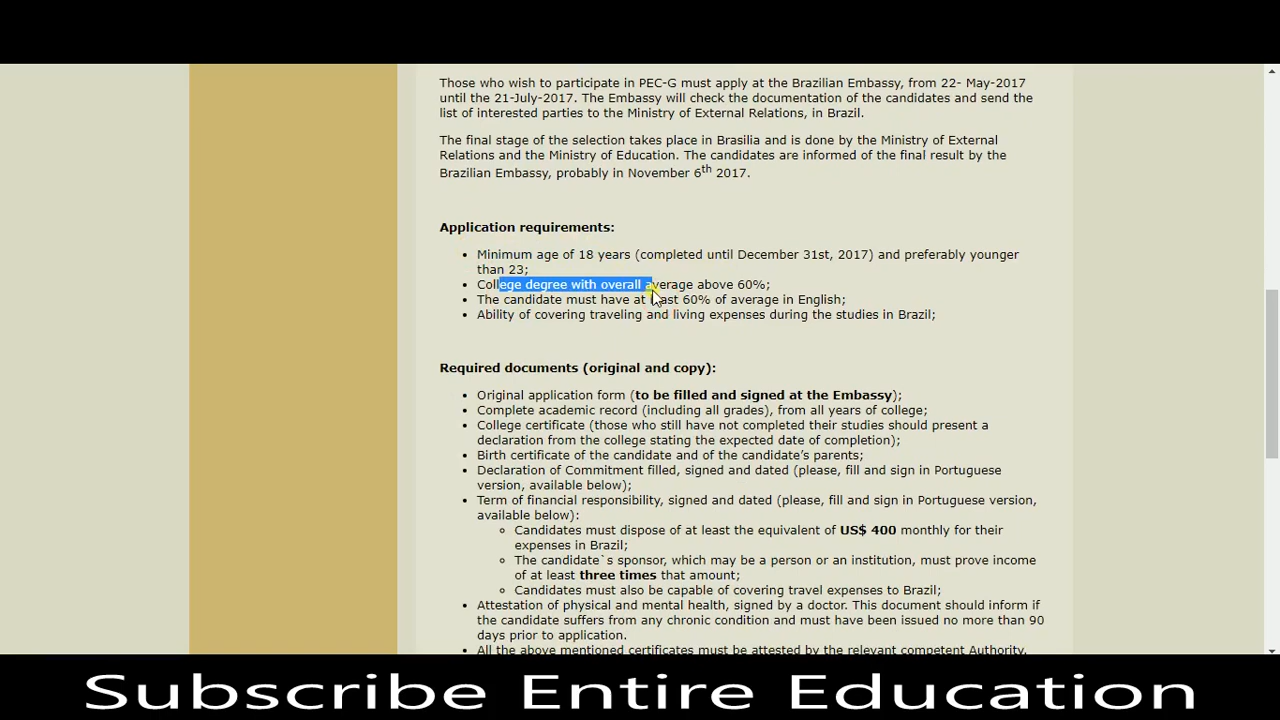 Those who wish to participate in PEC-G must apply at the Brazilian Embassy, from 22- May-2017
until the 21-July-2017. The Embassy will check the documentation of the candidates and send the
list of interested parties to the Ministry of External Relations, in Brazil.
The final stage of the selection takes place in Brasilia and is done by the Ministry of External
Relations and the Ministry of Education. The candidates are informed of the final result by the
Brazilian Embassy, probably in November 6th 2017.
Application requirements:
• Minimum age of 18 years (completed until December 31st, 2017) and preferably younger
than 23;
• College degree with overall average above 60%;
• The candidate must have at least 60% of average in English;
• Ability of covering traveling and living expenses during the studies in Brazil;
Required documents (original and copy):
• Original application form (to be filled and signed at the Embassy);
• Complete academic record (including all grades), from all years of college;
• College certificate (those who still have not completed their studies should present a
declaration from the college stating the expected date of completion);
• Birth certificate of the candidate and of the candidate’s parents;
• Declaration of Commitment filled, signed and dated (please, fill and sign in Portuguese
version, available below);
• Term of financial responsibility, signed and dated (please, fill and sign in Portuguese version,
available below):
◦ Candidates must dispose of at least the equivalent of US$ 400 monthly for their
expenses in Brazil;
◦ The candidate`s sponsor, which may be a person or an institution, must prove income
of at least three times that amount;
◦ Candidates must also be capable of covering travel expenses to Brazil;
• Attestation of physical and mental health, signed by a doctor. This document should inform if
the candidate suffers from any chronic condition and must have been issued no more than 90
days prior to application.
• All the above mentioned certificates must be attested by the relevant competent Authority.
Subscribe Entire Education